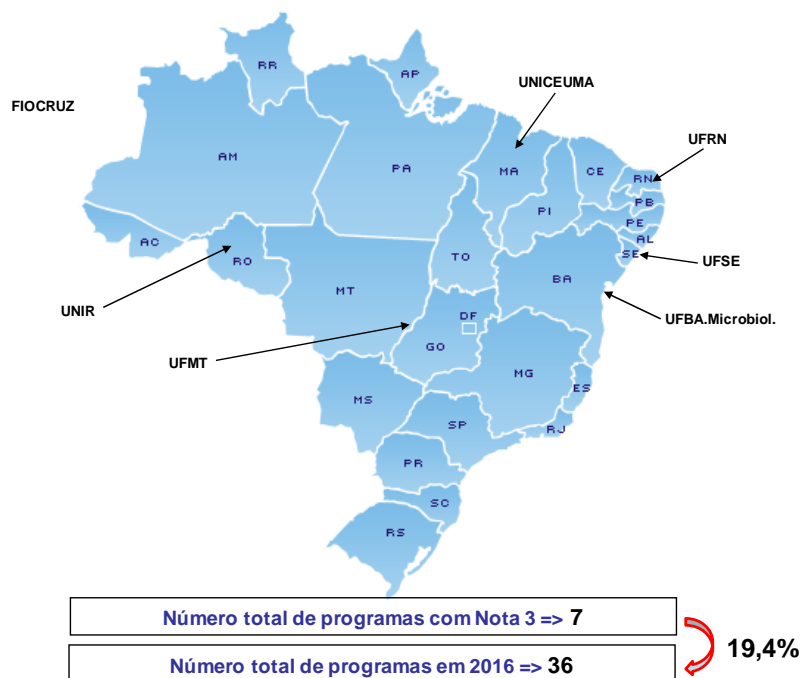 RR
AP
UNICEUMA
FIOCRUZ
UFRN
AM
PA
MA
CE
RN
PB
PI
PE
AL
AC
RO
TO
SE
UFSE
MT
BA
UNIR
DF
UFBA.Microbiol.
GO
UFMT
MG
ES
MS
SP
RJ
PR
SC
RS
Número total de programas com Nota 3 => 7
19,4%
Número total de programas em 2016 => 36